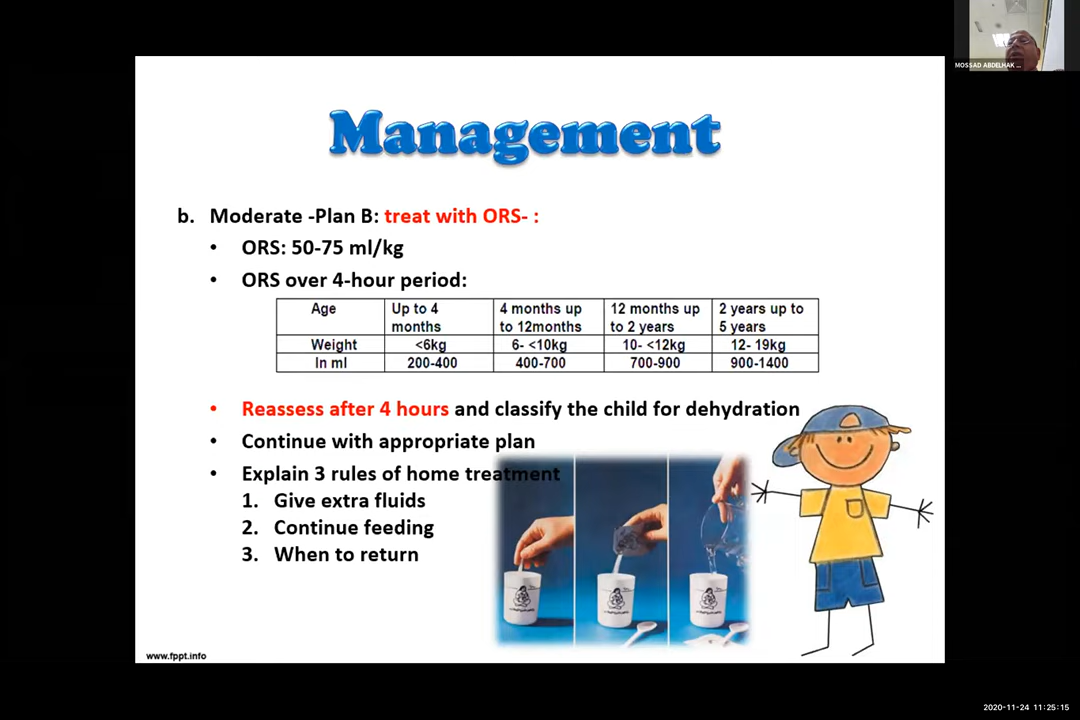 MOSSAD ABDELHAK ...
Management
b. Moderate -Plan B: treat with ORS- :
• ORS: 50-75 ml/kg
• ORS over 4-hour period:
Age Up to 4 months 4 months up to 12months 12 months up to 2 years 2 years up to 5 years
Weight <6kg 6- <10kg 10- <12kg 12- 19kg
In ml 200-400 400-700 700-900 900-1400
• Reassess after 4 hours and classify the child for dehydration
• Continue with appropriate plan
• Explain 3 rules of home treatment
1. Give extra fluids
2. Continue feeding
3. When to return
www.fppt.info
2020-11-24 11:25:15